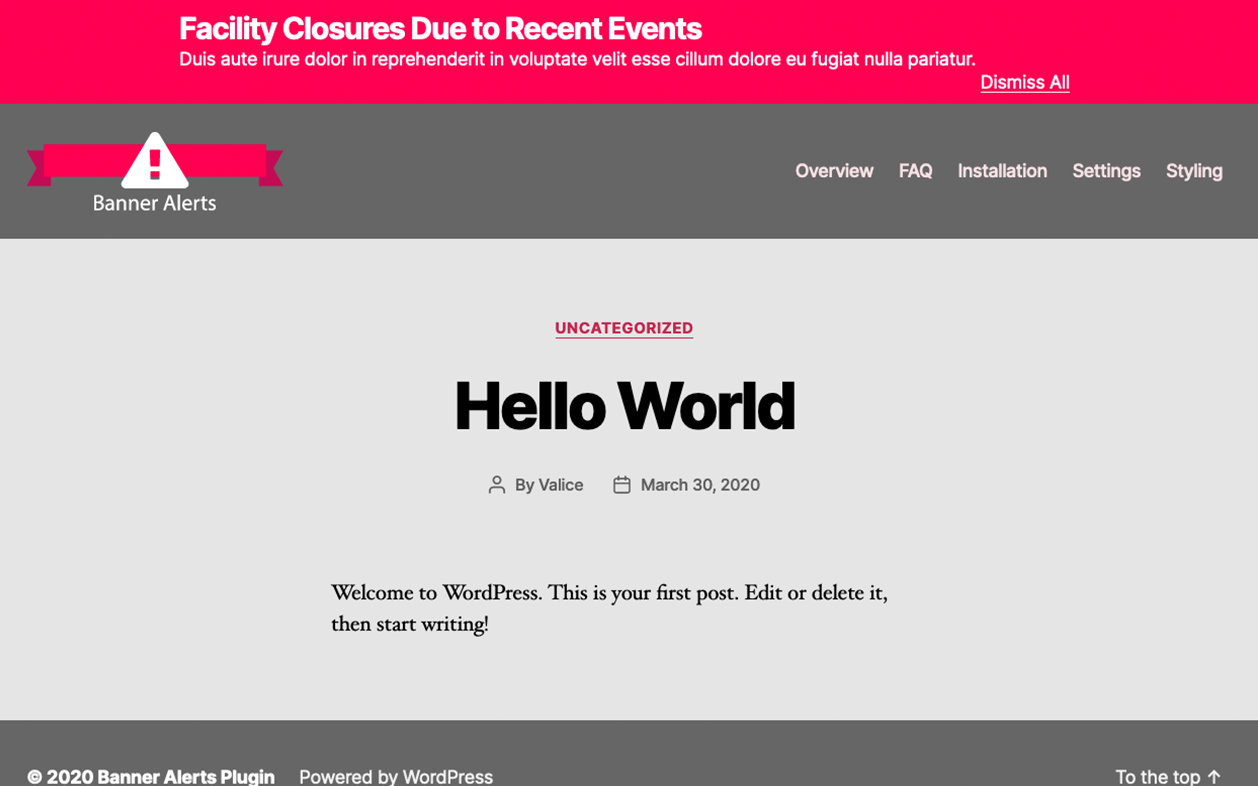 Facility Closures Due to Recent Events
Duis aute irure dolor in reprehenderit in voluptate velit esse cillum dolore eu fugiat nulla pariatur.
Dismiss All
Banner Alerts
Overview FAQ Installation Settings Styling
UNCATEGORIZED
Hello World
By Valice March 30, 2020
Welcome to WordPress. This is your first post. Edit or delete it,
then start writing!
© 2020 Banner Alerts Plugin Powered by WordPress To the top ↑